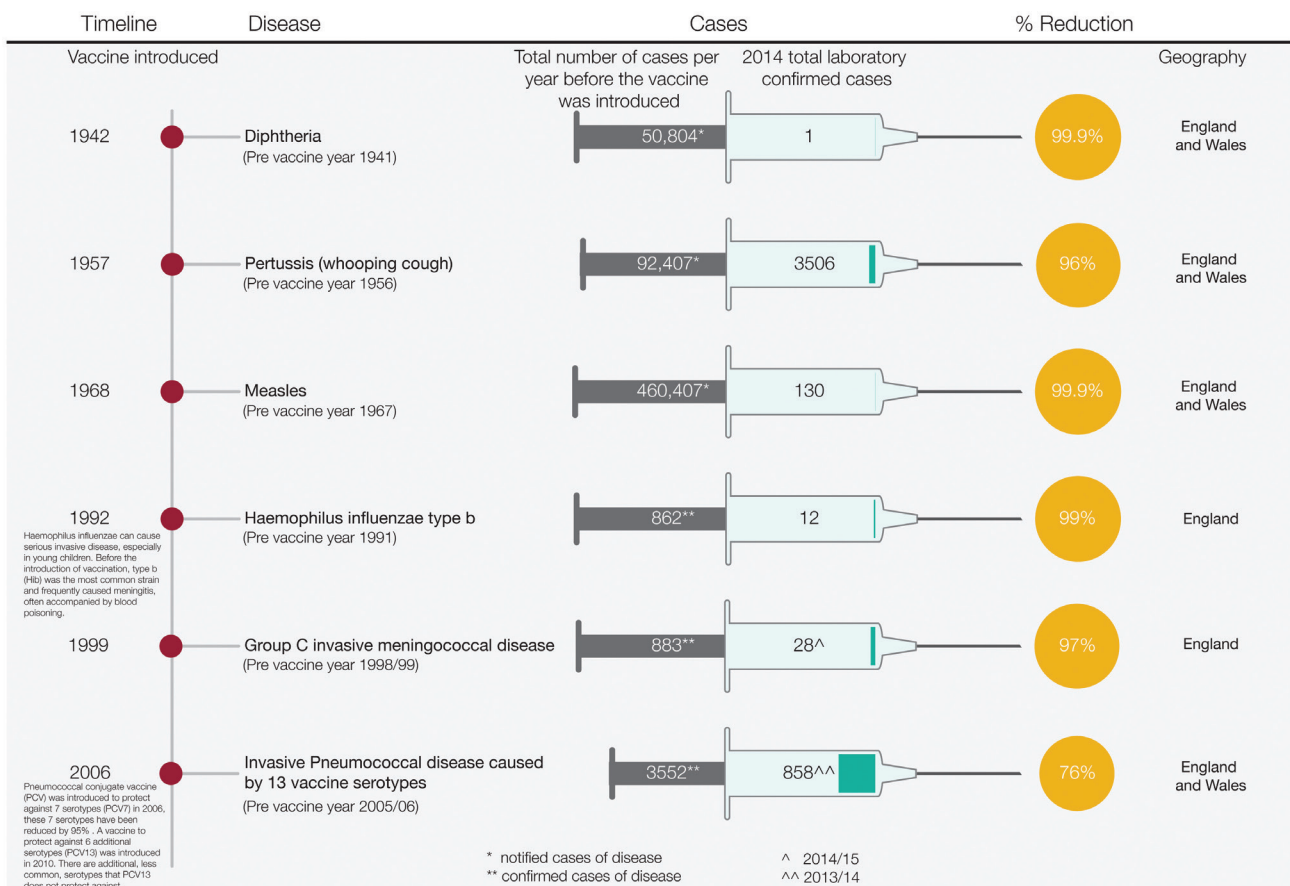 Timeline Disease Cases % Reduction
Vaccine introduced Total number of cases per 2014 total laboratory Geography
year before the vaccine confirmed cases
was introduced
1942 Diphtheria 50,804* 1 99.9% England
(Pre vaccine year 1941) and Wales
1957 Pertussis (whooping cough) 92,407* 3506 96% England
(Pre vaccine year 1956) and Wales
1968 Measles 460,407* 130 99.9% England
(Pre vaccine year 1967) and Wales
1992 Haemophilus influenzae type b 862** 12 99% England
(Pre vaccine year 1991)
Haemophilus influenzae can cause
serious invasive disease, especially
in young children. Before the
introduction of vaccination, type b
(Hib) was the most common strain
and frequently caused meningitis,
often accompanied by blood
poisoning.
1999 Group C invasive meningococcal disease 883** 28^ 97% England
(Pre vaccine year 1998/99)
2006 Invasive Pneumococcal disease caused 3552** 858^^ 76% England
by 13 vaccine serotypes and Wales
(Pre vaccine year 2005/06)
Pneumococcal conjugate vaccine
(PCV) was introduced to protect
against 7 serotypes (PCV7) in 2006,
these 7 serotypes have been
reduced by 95% . A vaccine to
protect against 6 additional
serotypes (PCV13) was introduced
in 2010. There are additional, less
common, serotypes that PCV13
does not protect against
* notified cases of disease ^ 2014/15
** confirmed cases of disease ^^ 2013/14